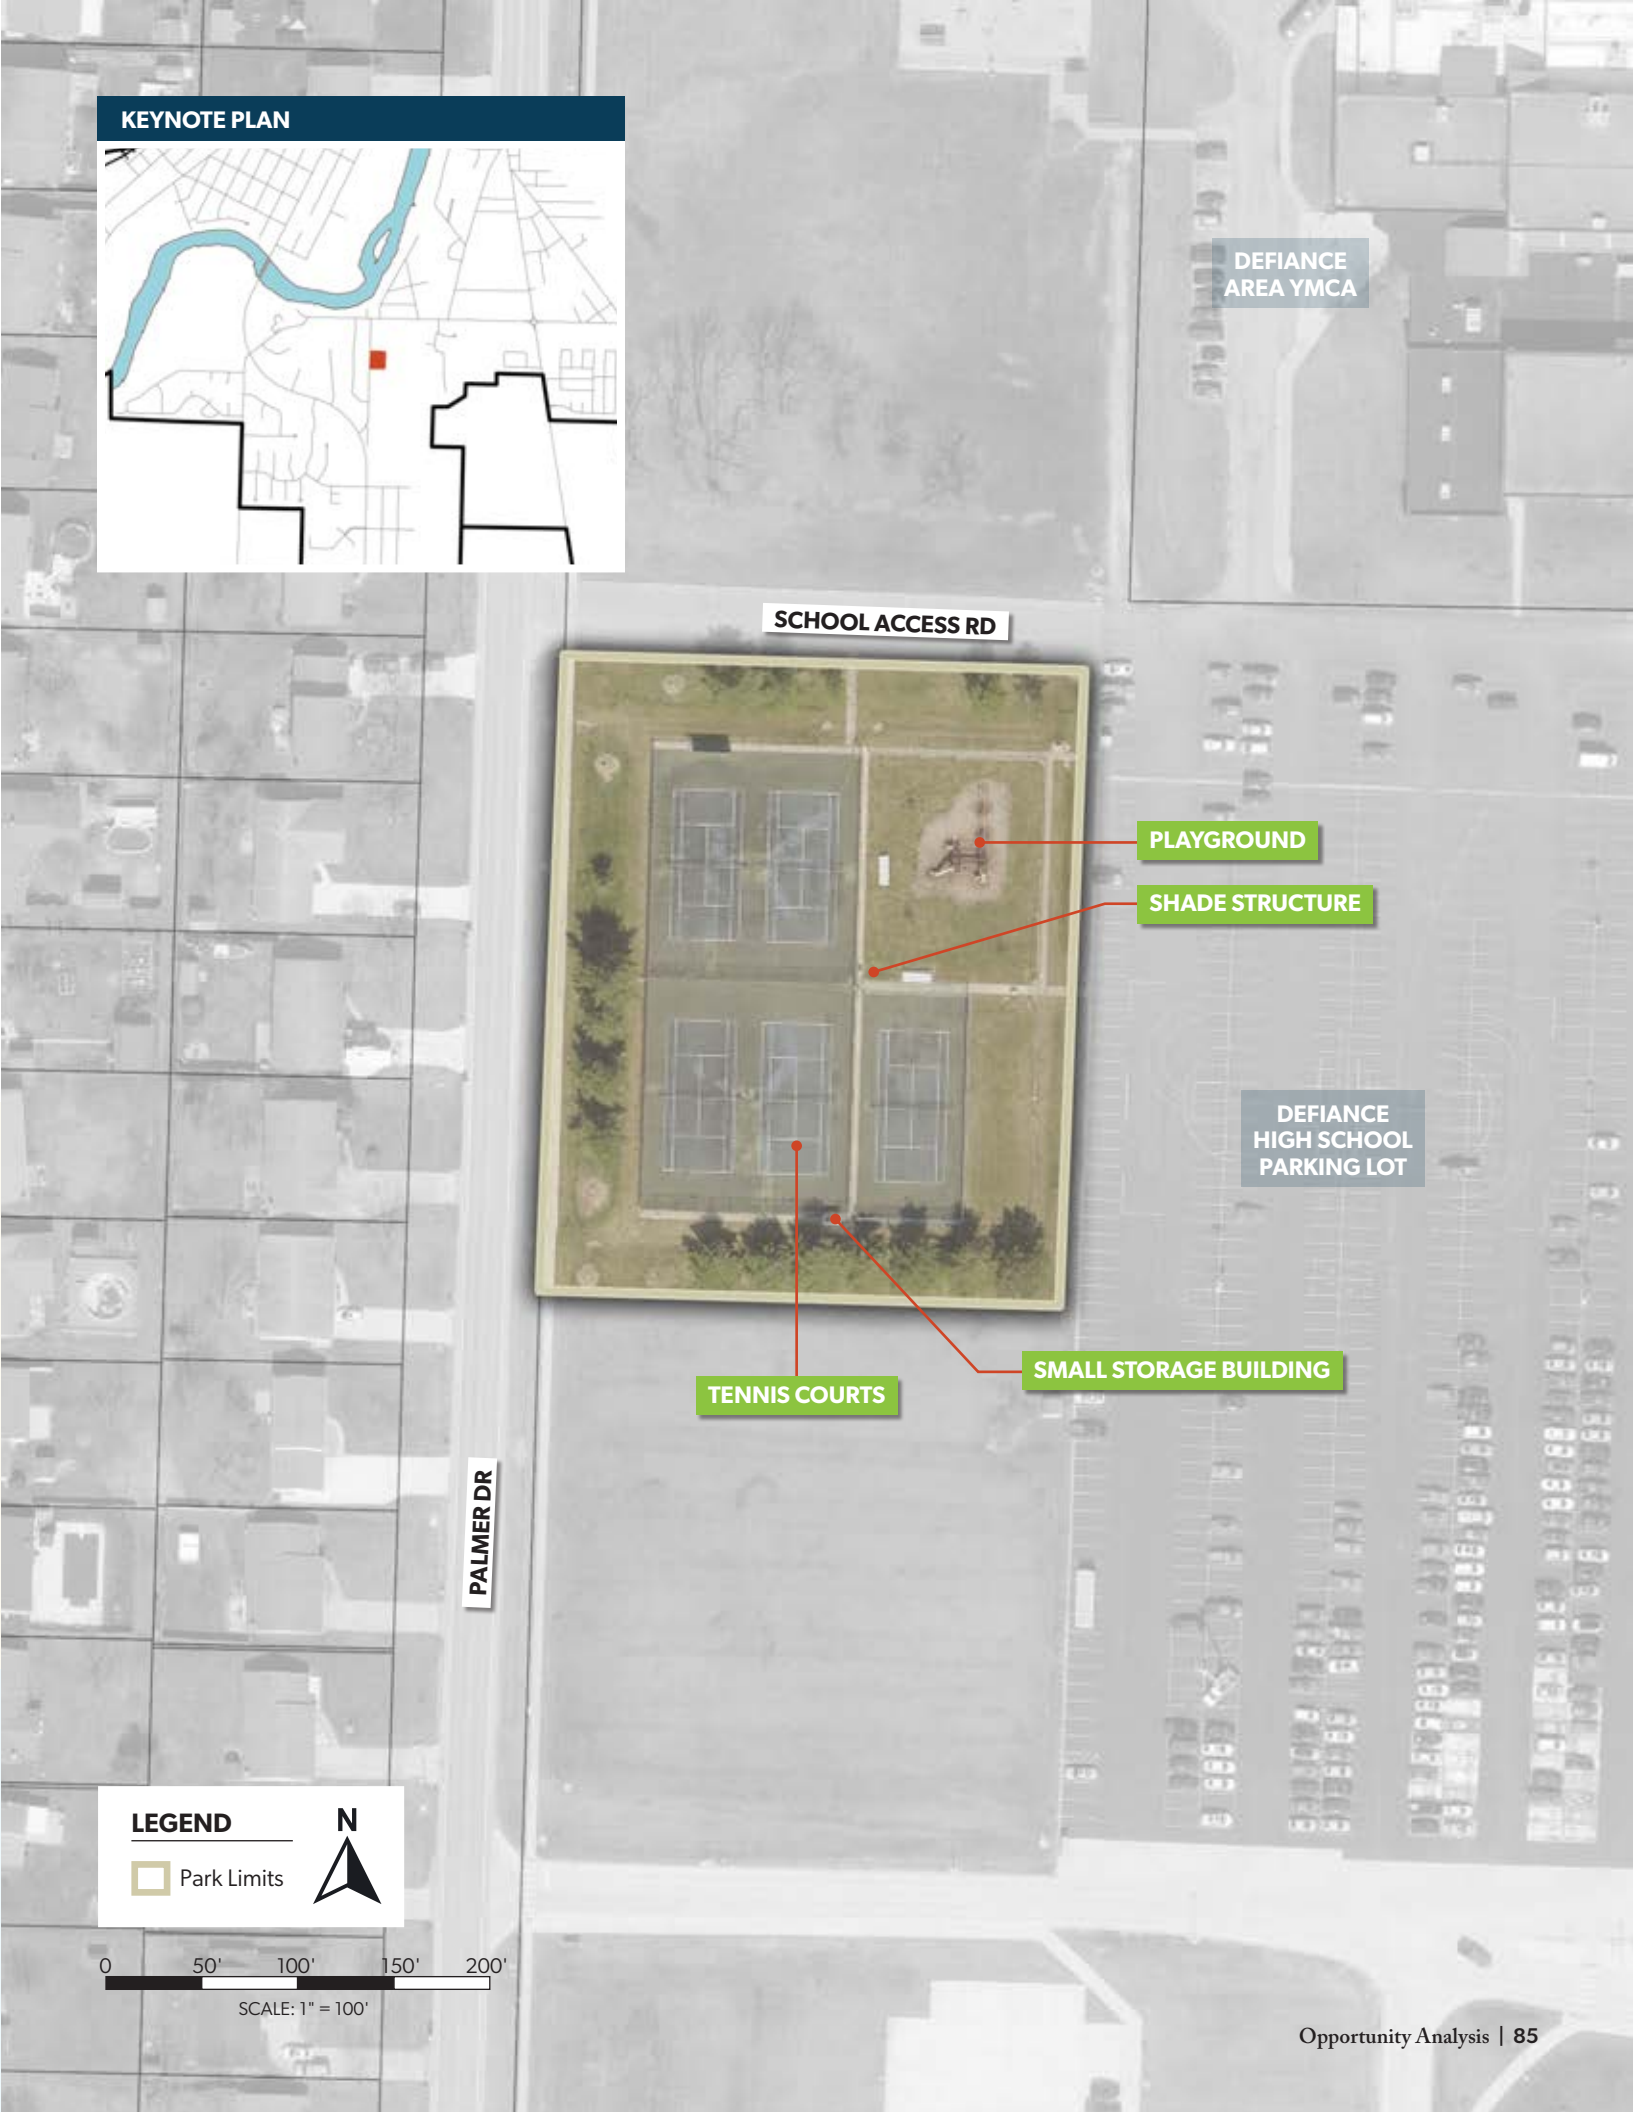 KEYNOTE PLAN
DEFIANCE
AREA YMCA
SCHOOL ACCESS RD
PLAYGROUND
SHADE STRUCTURE
DEFIANCE
HIGH SCHOOL
PARKING LOT
SMALL STORAGE BUILDING
TENNIS COURTS
PALMER DR
LEGEND
N
Park Limits
0 50' 100' 150' 200'
SCALE: 1" = 100'
Opportunity Analysis | 85